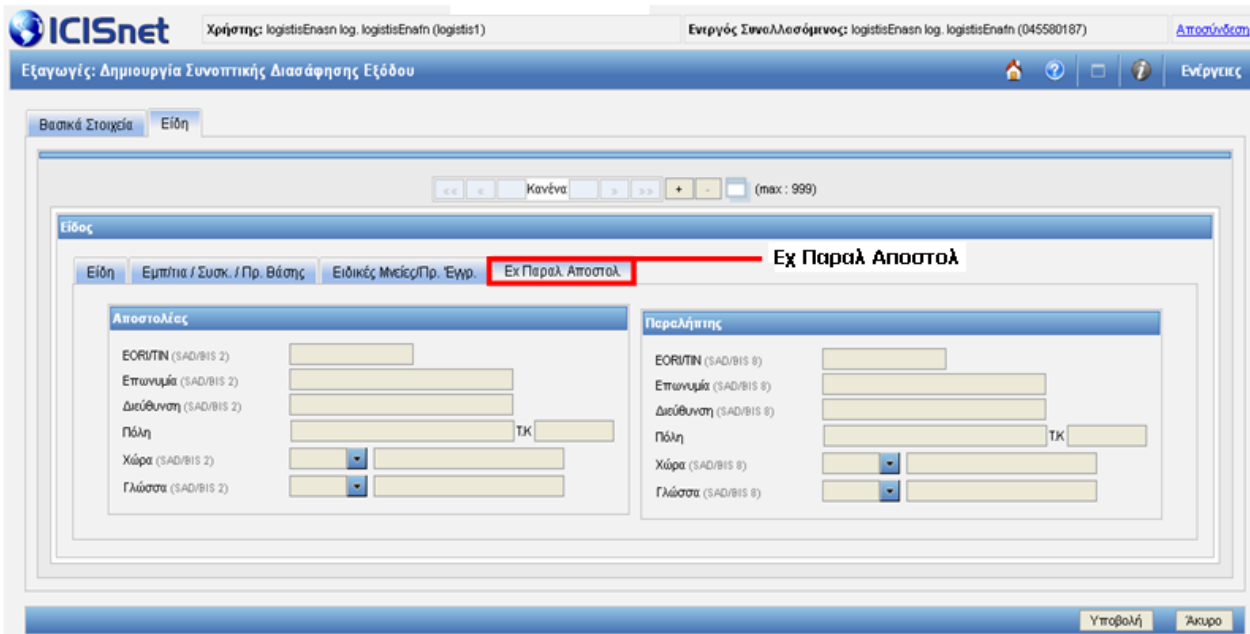 ICISnet
Χρήστης: logistisEnasn log. logistisEnafn (logistis1)
Ενεργός Συναλλασόμενος: logistisEnasn log. logistisEnafn (045580187)
Αποσύνδεση
Εξαγωγές: Δημιουργία Συνοπτικής Διασάφησης Εξόδου
Ενέργειες
Βασικά Στοιχεία Είδη
<< < Κανένα > >> + - (max : 999)
Είδος
Είδη Εμπ/τια / Συσκ. / Πρ. Βάσης Ειδικές Μνείες/Πρ. Έγγρ. Εχ Παραλ. Αποστολ.
Εχ Παραλ Αποστολ
Αποστολέας
EORI/TIN (SAD/BIS 2)
Επωνυμία (SAD/BIS 2)
Διεύθυνση (SAD/BIS 2)
Πόλη Τ.Κ
Χώρα (SAD/BIS 2)
Γλώσσα (SAD/BIS 2)
Παραλήπτης
EORI/TIN (SAD/BIS 8)
Επωνυμία (SAD/BIS 8)
Διεύθυνση (SAD/BIS 8)
Πόλη Τ.Κ
Χώρα (SAD/BIS 8)
Γλώσσα (SAD/BIS 8)
Υποβολή Άκυρο